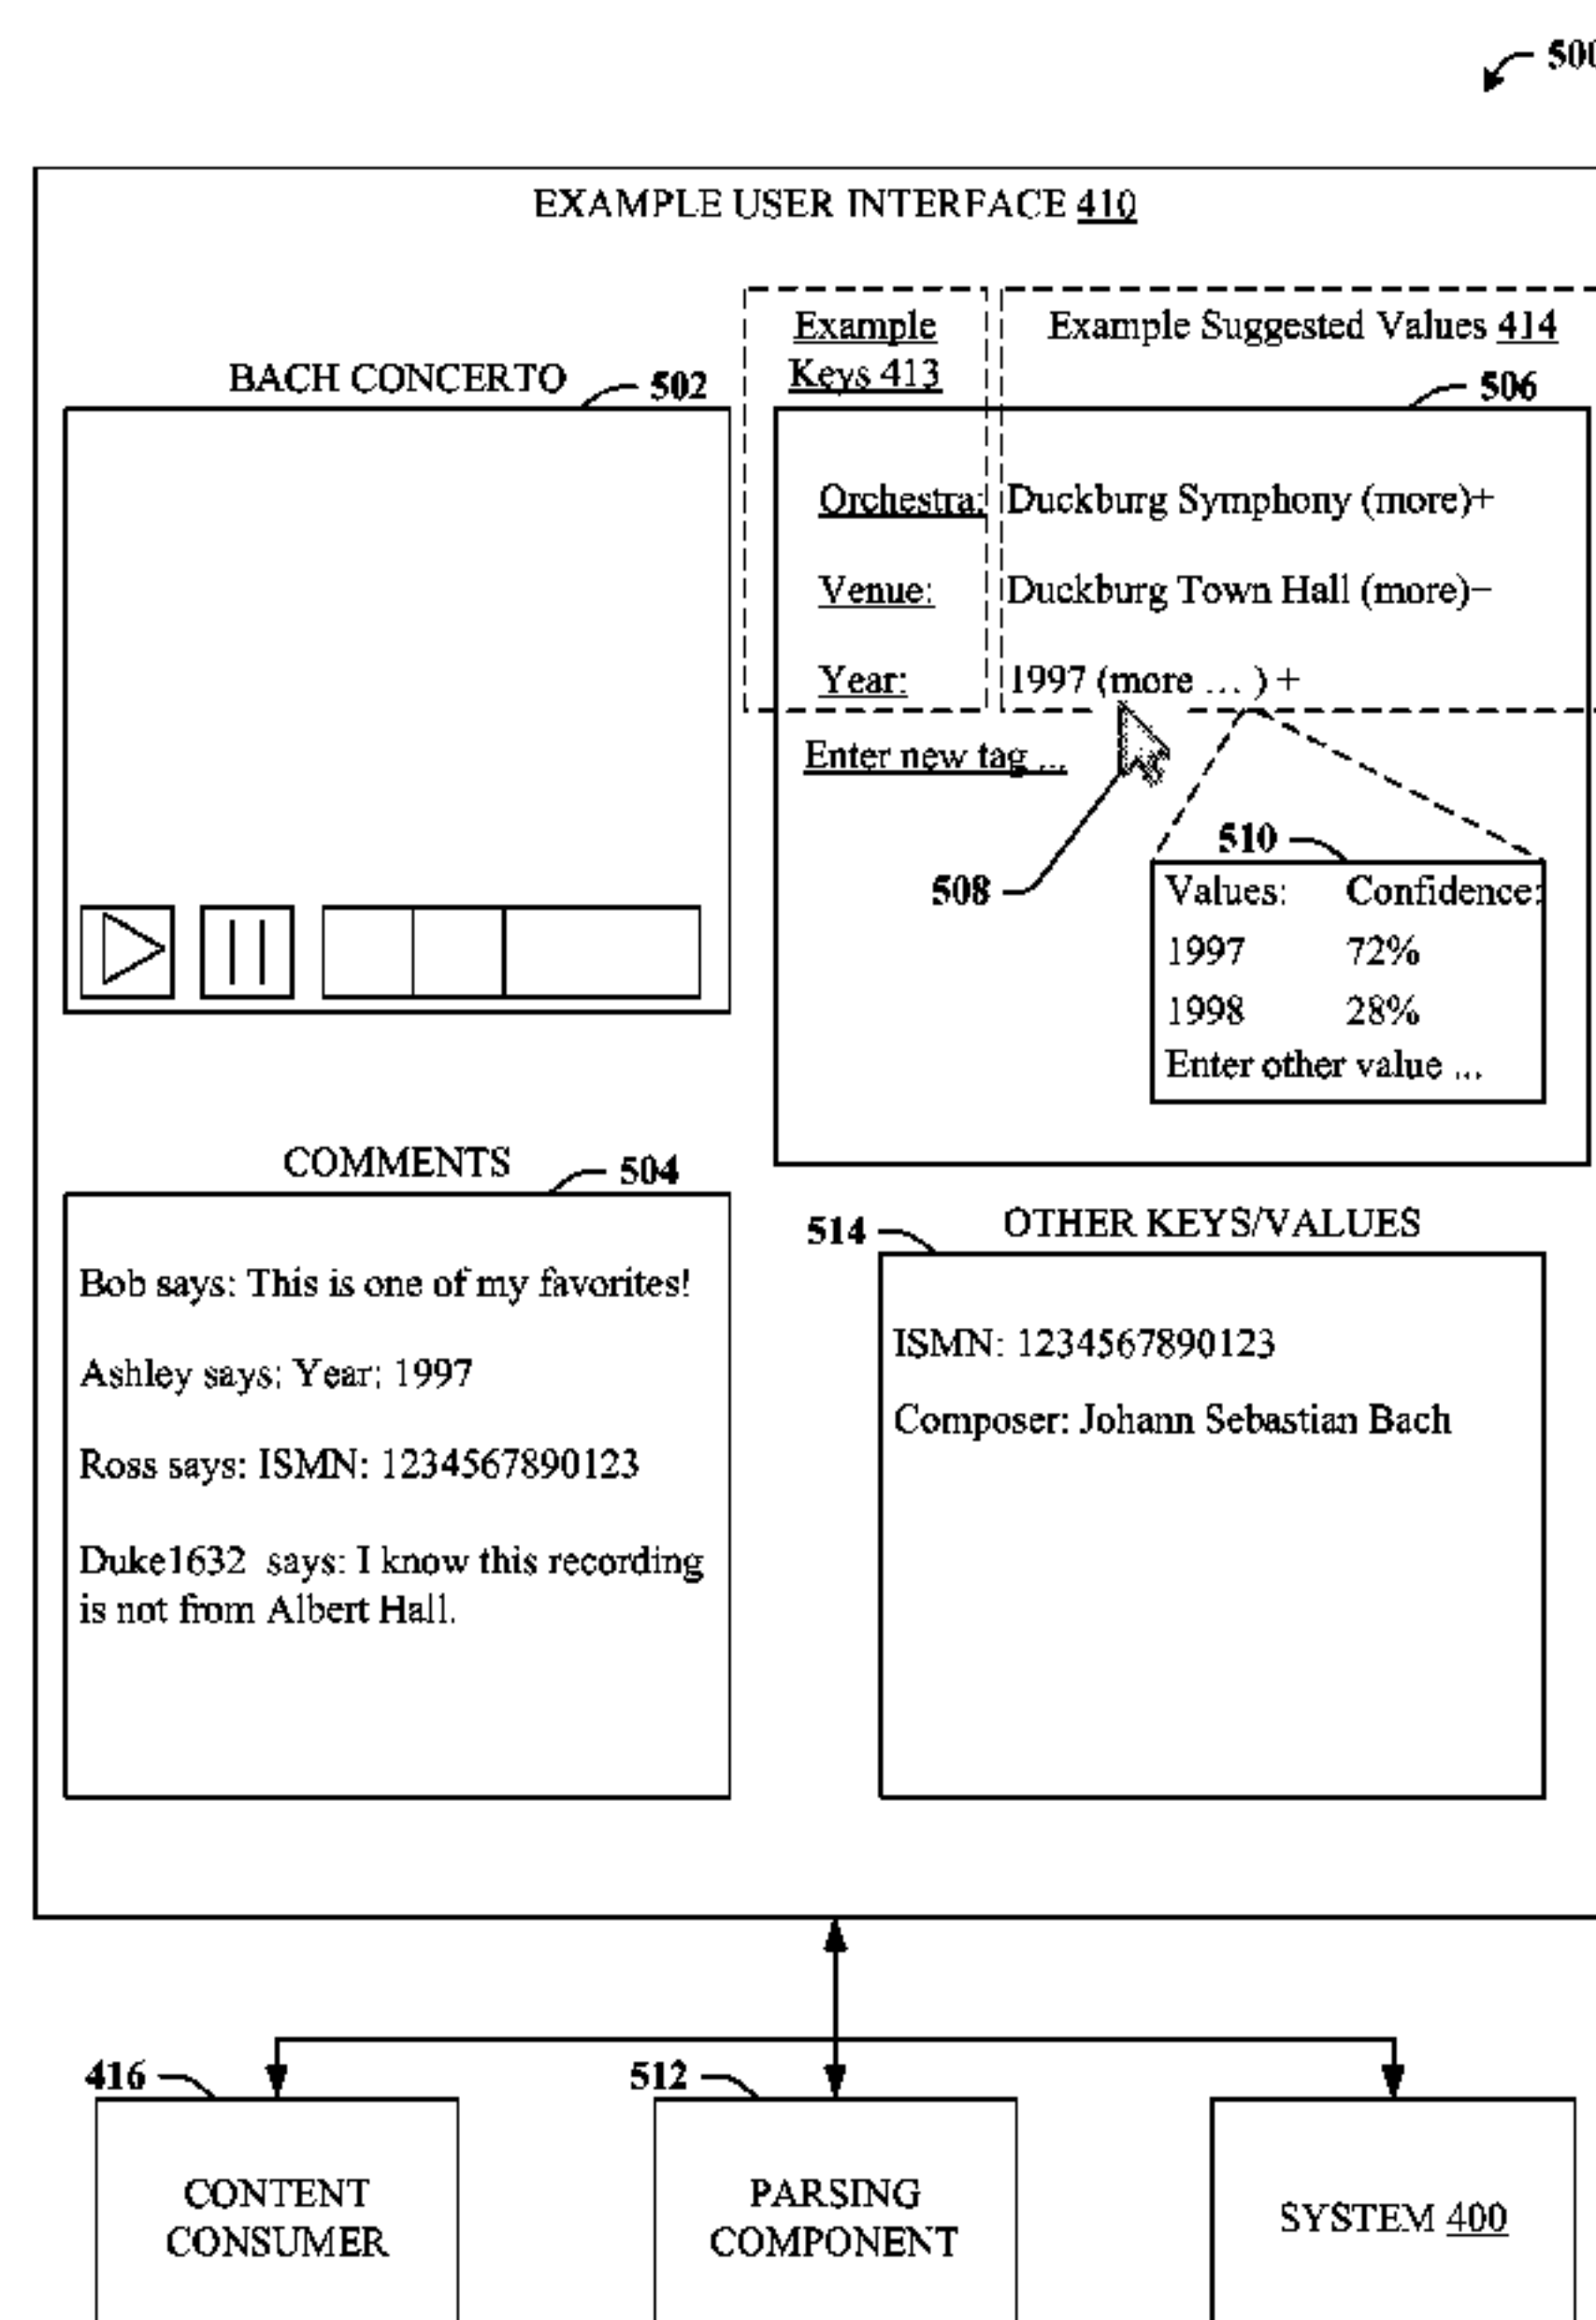 500
EXAMPLE USER INTERFACE 410
Example
Keys 413
Example Suggested Values 414
BACH CONCERTO
502
506
Orchestra: Duckburg Symphony (more)+
Venue: Duckburg Town Hall (more)−
Year: 1997 (more ... ) +
Enter new tag ...
508
510
Values: Confidence:
1997 72%
1998 28%
Enter other value ...
COMMENTS
504
Bob says: This is one of my favorites!
Ashley says: Year: 1997
Ross says: ISMN: 1234567890123
Duke1632 says: I know this recording
is not from Albert Hall.
514
OTHER KEYS/VALUES
ISMN: 1234567890123
Composer: Johann Sebastian Bach
416
512
CONTENT
CONSUMER
PARSING
COMPONENT
SYSTEM 400